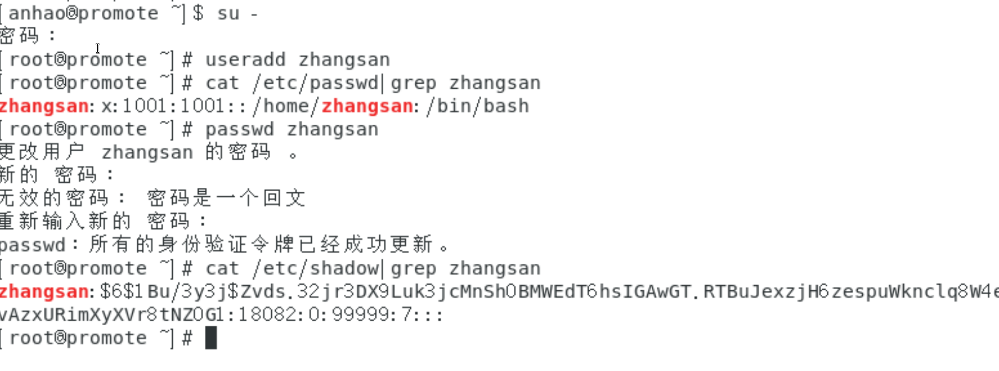 [anhao@promote ~]$ su -
密码：
[root@promote ~]# useradd zhangsan
[root@promote ~]# cat /etc/passwd|grep zhangsan
zhangsan:x:1001:1001::/home/zhangsan:/bin/bash
[root@promote ~]# passwd zhangsan
更改用户 zhangsan 的密码 。
新的 密码：
无效的密码： 密码是一个回文
重新输入新的 密码：
passwd：所有的身份验证令牌已经成功更新。
[root@promote ~]# cat /etc/shadow|grep zhangsan
zhangsan:$6$1Bu/3y3j$Zvds.32jr3DX9Luk3jcMnSh0BMWEdT6hsIGAwGT.RTBuJexzjH6zespuWknclq8W4e
vAzxURimXyXVr8tNZ0G1:18082:0:99999:7:::
[root@promote ~]#